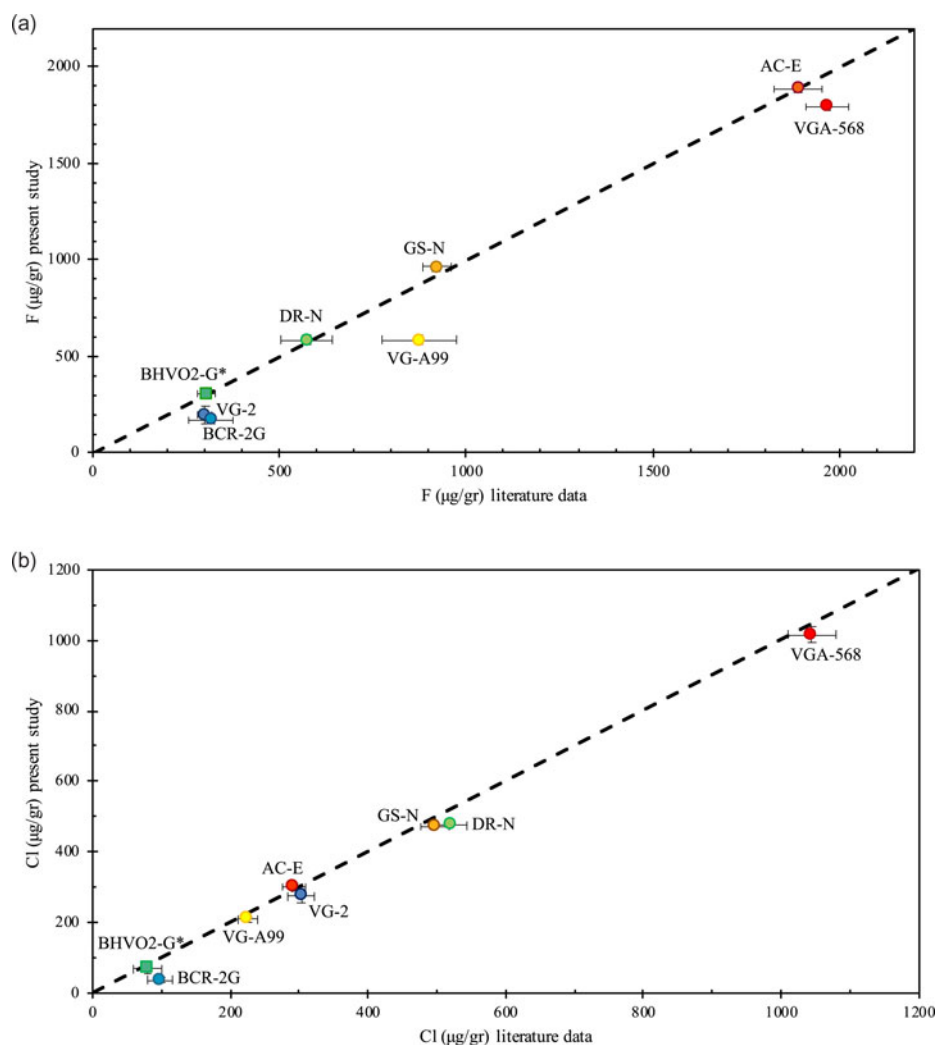 (a)
2000
1500
1000
500
0
F (µg/gr) present study
AC-E
VGA-568
GS-N
DR-N
VG-A99
BHVO2-G*
VG-2
BCR-2G
0 500 1000 1500 2000
F (µg/gr) literature data
(b)
1200
1000
800
600
400
200
0
Cl (µg/gr) present study
VGA-568
GS-N DR-N
AC-E
VG-2
VG-A99
BHVO2-G*
BCR-2G
0 200 400 600 800 1000 1200
Cl (µg/gr) literature data